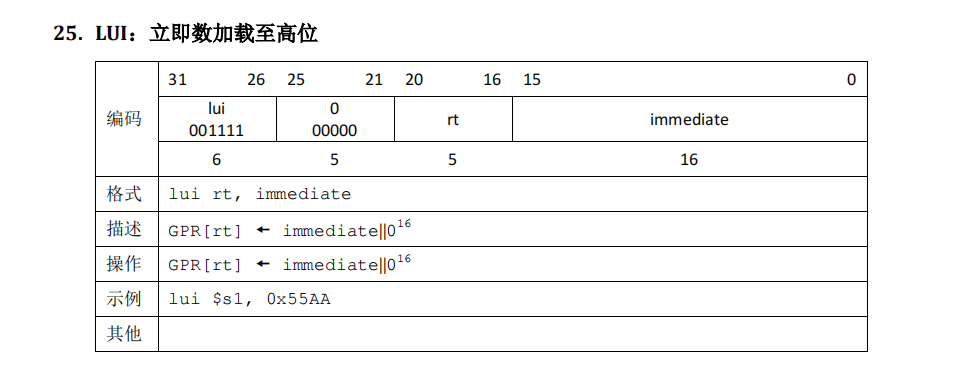 25. LUI：立即数加载至高位
31 26 25 21 20 16 15 0
编码
lui 0 rt immediate
001111 00000
6 5 5 16
格式 lui rt, immediate
描述 GPR[rt] ← immediate||0^16
操作 GPR[rt] ← immediate||0^16
示例 lui $s1, 0x55AA
其他